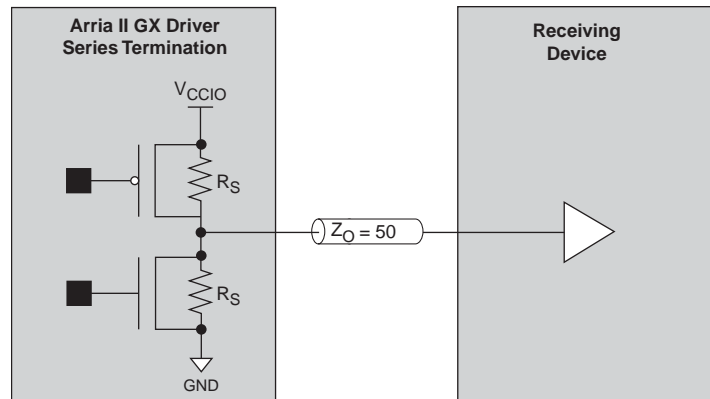 Arria II GX Driver
Series Termination
Receiving
Device
VCCIO
RS
ZO = 50
RS
GND